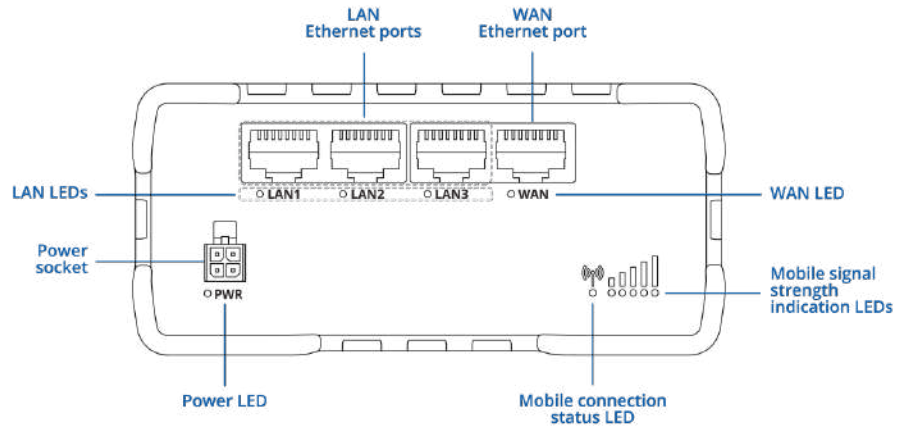 LAN
Ethernet ports
WAN
Ethernet port
LAN LEDs
LAN1
LAN2
LAN3
WAN
WAN LED
Power
socket
PWR
Mobile signal
strength
indication LEDs
Power LED
Mobile connection
status LED